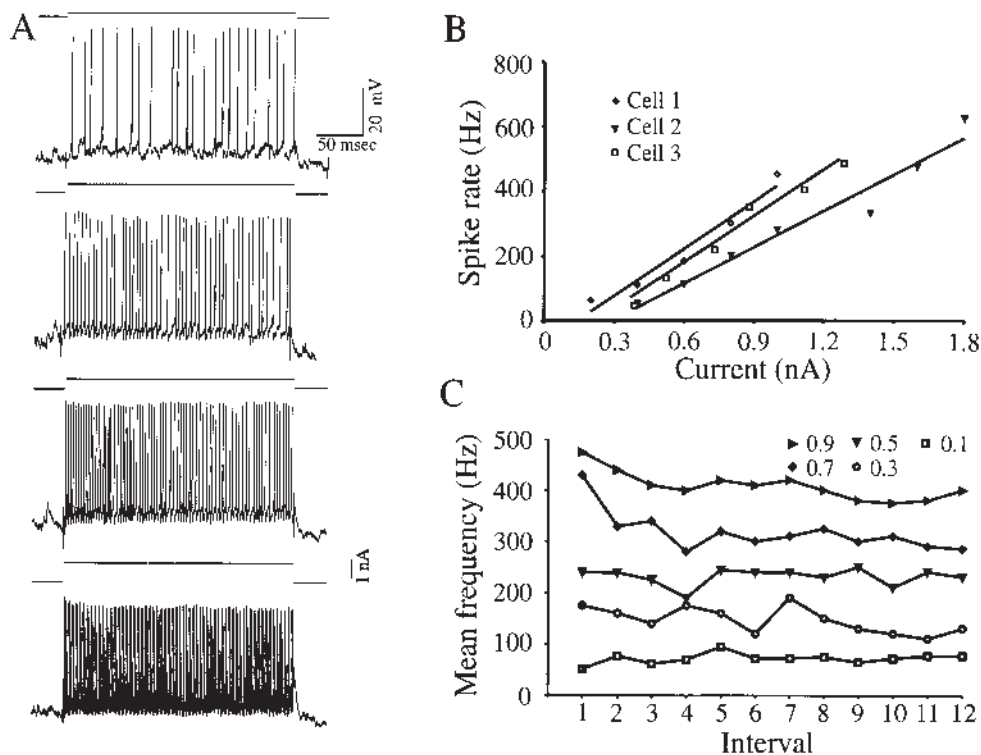 A
20 mV
50 msec
1 nA
B
Spike rate (Hz)
800
600
400
200
0
Cell 1
Cell 2
Cell 3
0 0.3 0.6 0.9 1.2 1.5 1.8
Current (nA)
C
Mean frequency (Hz)
500
400
300
200
100
0
0.9 0.5 0.1
0.7 0.3
1 2 3 4 5 6 7 8 9 10 11 12
Interval